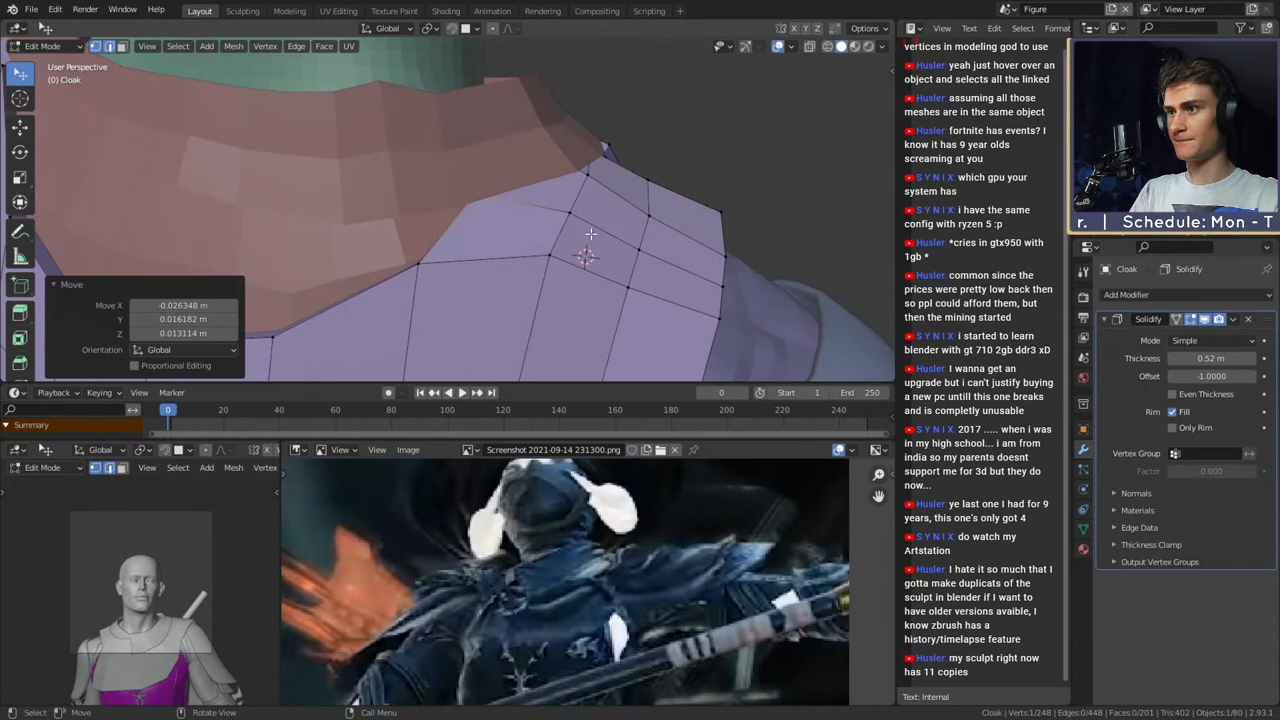 File Edit Render Window Help Layout Sculpting Modeling UV Editing Texture Paint Shading Animation Rendering Compositing Scripting + Figure View Layer
Global Options View Text Edit Select Forma
Edit Mode View Select Add Mesh Vertex Edge Face UV
User Perspective
(0) Cloak
Move
Move X -0.026348 m
Y 0.016182 m
Z 0.013114 m
Orientation Global
Proportional Editing
Playback Keying View Marker 0 Start 1 End 250
0 20 40 60 80 100 120 140 160 180 200 220 240
Summary
Global
Edit Mode View Select Add Mesh Vertex
View View Image Screenshot 2021-09-14 231300.png
vertices in modeling god to use
Husler yeah just hover over an
object and selects all the linked
Husler assuming all those
meshes are in the same object
Husler fortnite has events? I
know it has 9 year olds
screaming at you
S Y N I X: which gpu your
system has
S Y N I X: i have the same
config with ryzen 5 :p
Husler *cries in gtx950 with
1gb *
Husler common since the
prices were pretty low back then
so ppl could afford them, but
then the mining started
S Y N I X: i started to learn
blender with gt 710 2gb ddr3 xD
Husler I wanna get an
upgrade but i can't justify buying
a new pc untill this one breaks
and is completly unusable
S Y N I X: 2017 ..... when i was
in my high school... i am from
india so my parents doesnt
support me for 3d but they do
now...
Husler ye last one I had for 9
years, this one's only got 4
S Y N I X: do watch my
Artstation
Husler I hate it so much that I
gotta make duplicats of the
sculpt in blender if I want to
have older versions avaible, I
know zbrush has a
history/timelapse feature
Husler my sculpt right now
has 11 copies
Text: Internal
r. | Schedule: Mon - T
Cloak Solidify
Add Modifier
Solidify
Mode Simple
Thickness 0.52 m
Offset -1.0000
Even Thickness
Rim Fill
Only Rim
Vertex Group
Factor 0.000
Normals
Materials
Edge Data
Thickness Clamp
Output Vertex Groups
Select Move Rotate View Call Menu Cloak | Verts:1/248 | Edges:0/448 | Faces:0/201 | Tris:402 | Objects:1/80 | 2.93.1